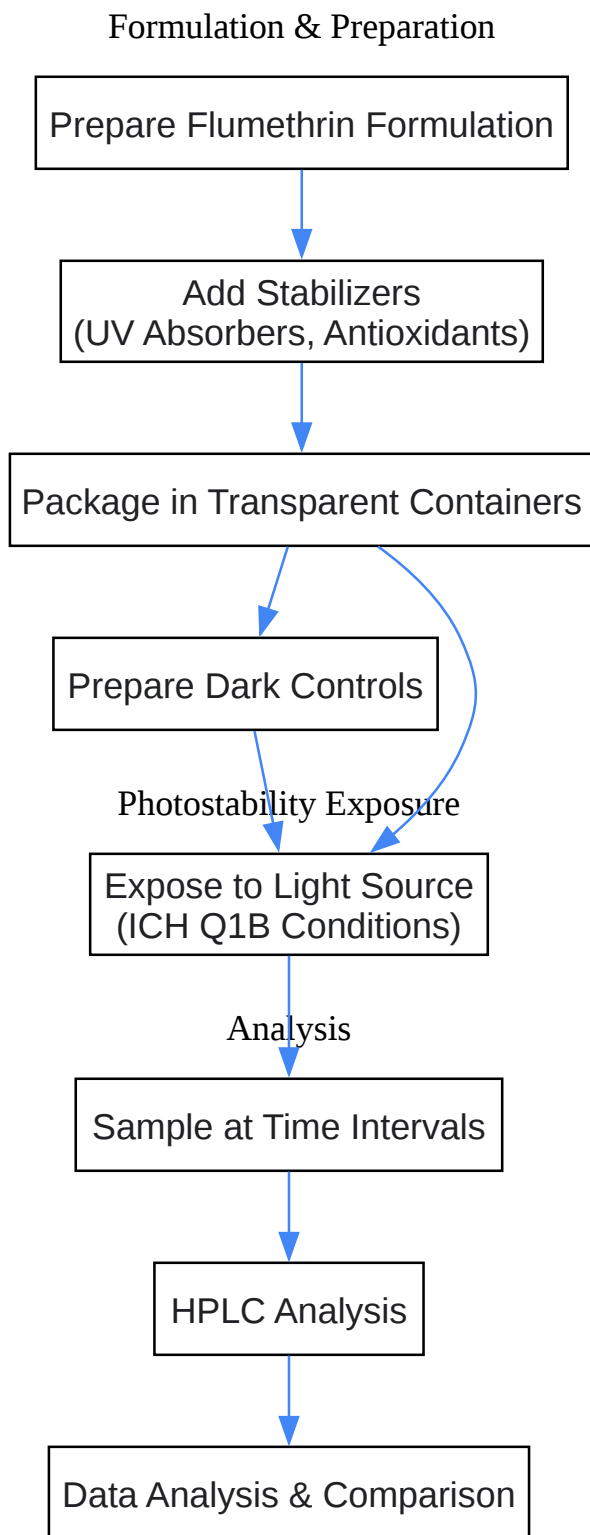 Formulation & Preparation
Prepare Flumethrin Formulation
Add Stabilizers
(UV Absorbers, Antioxidants)
Package in Transparent Containers
Prepare Dark Controls
Photostability Exposure
Expose to Light Source
(ICH Q1B Conditions)
Analysis
Sample at Time Intervals
HPLC Analysis
Data Analysis & Comparison